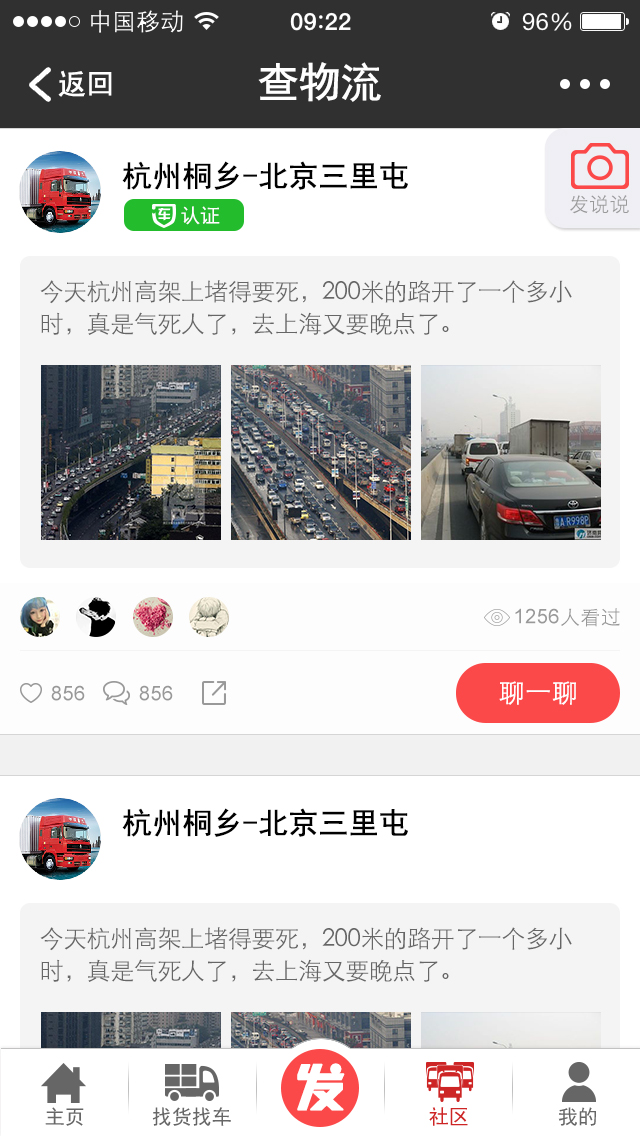 中国移动 09:22 96%
返回 查物流
发说说
杭州桐乡-北京三里屯
车 认证
今天杭州高架上堵得要死，200米的路开了一个多小
时，真是气死人了，去上海又要晚点了。
1256人看过
856 856 聊一聊
杭州桐乡-北京三里屯
今天杭州高架上堵得要死，200米的路开了一个多小
时，真是气死人了，去上海又要晚点了。
主页 找货找车 发 社区 我的